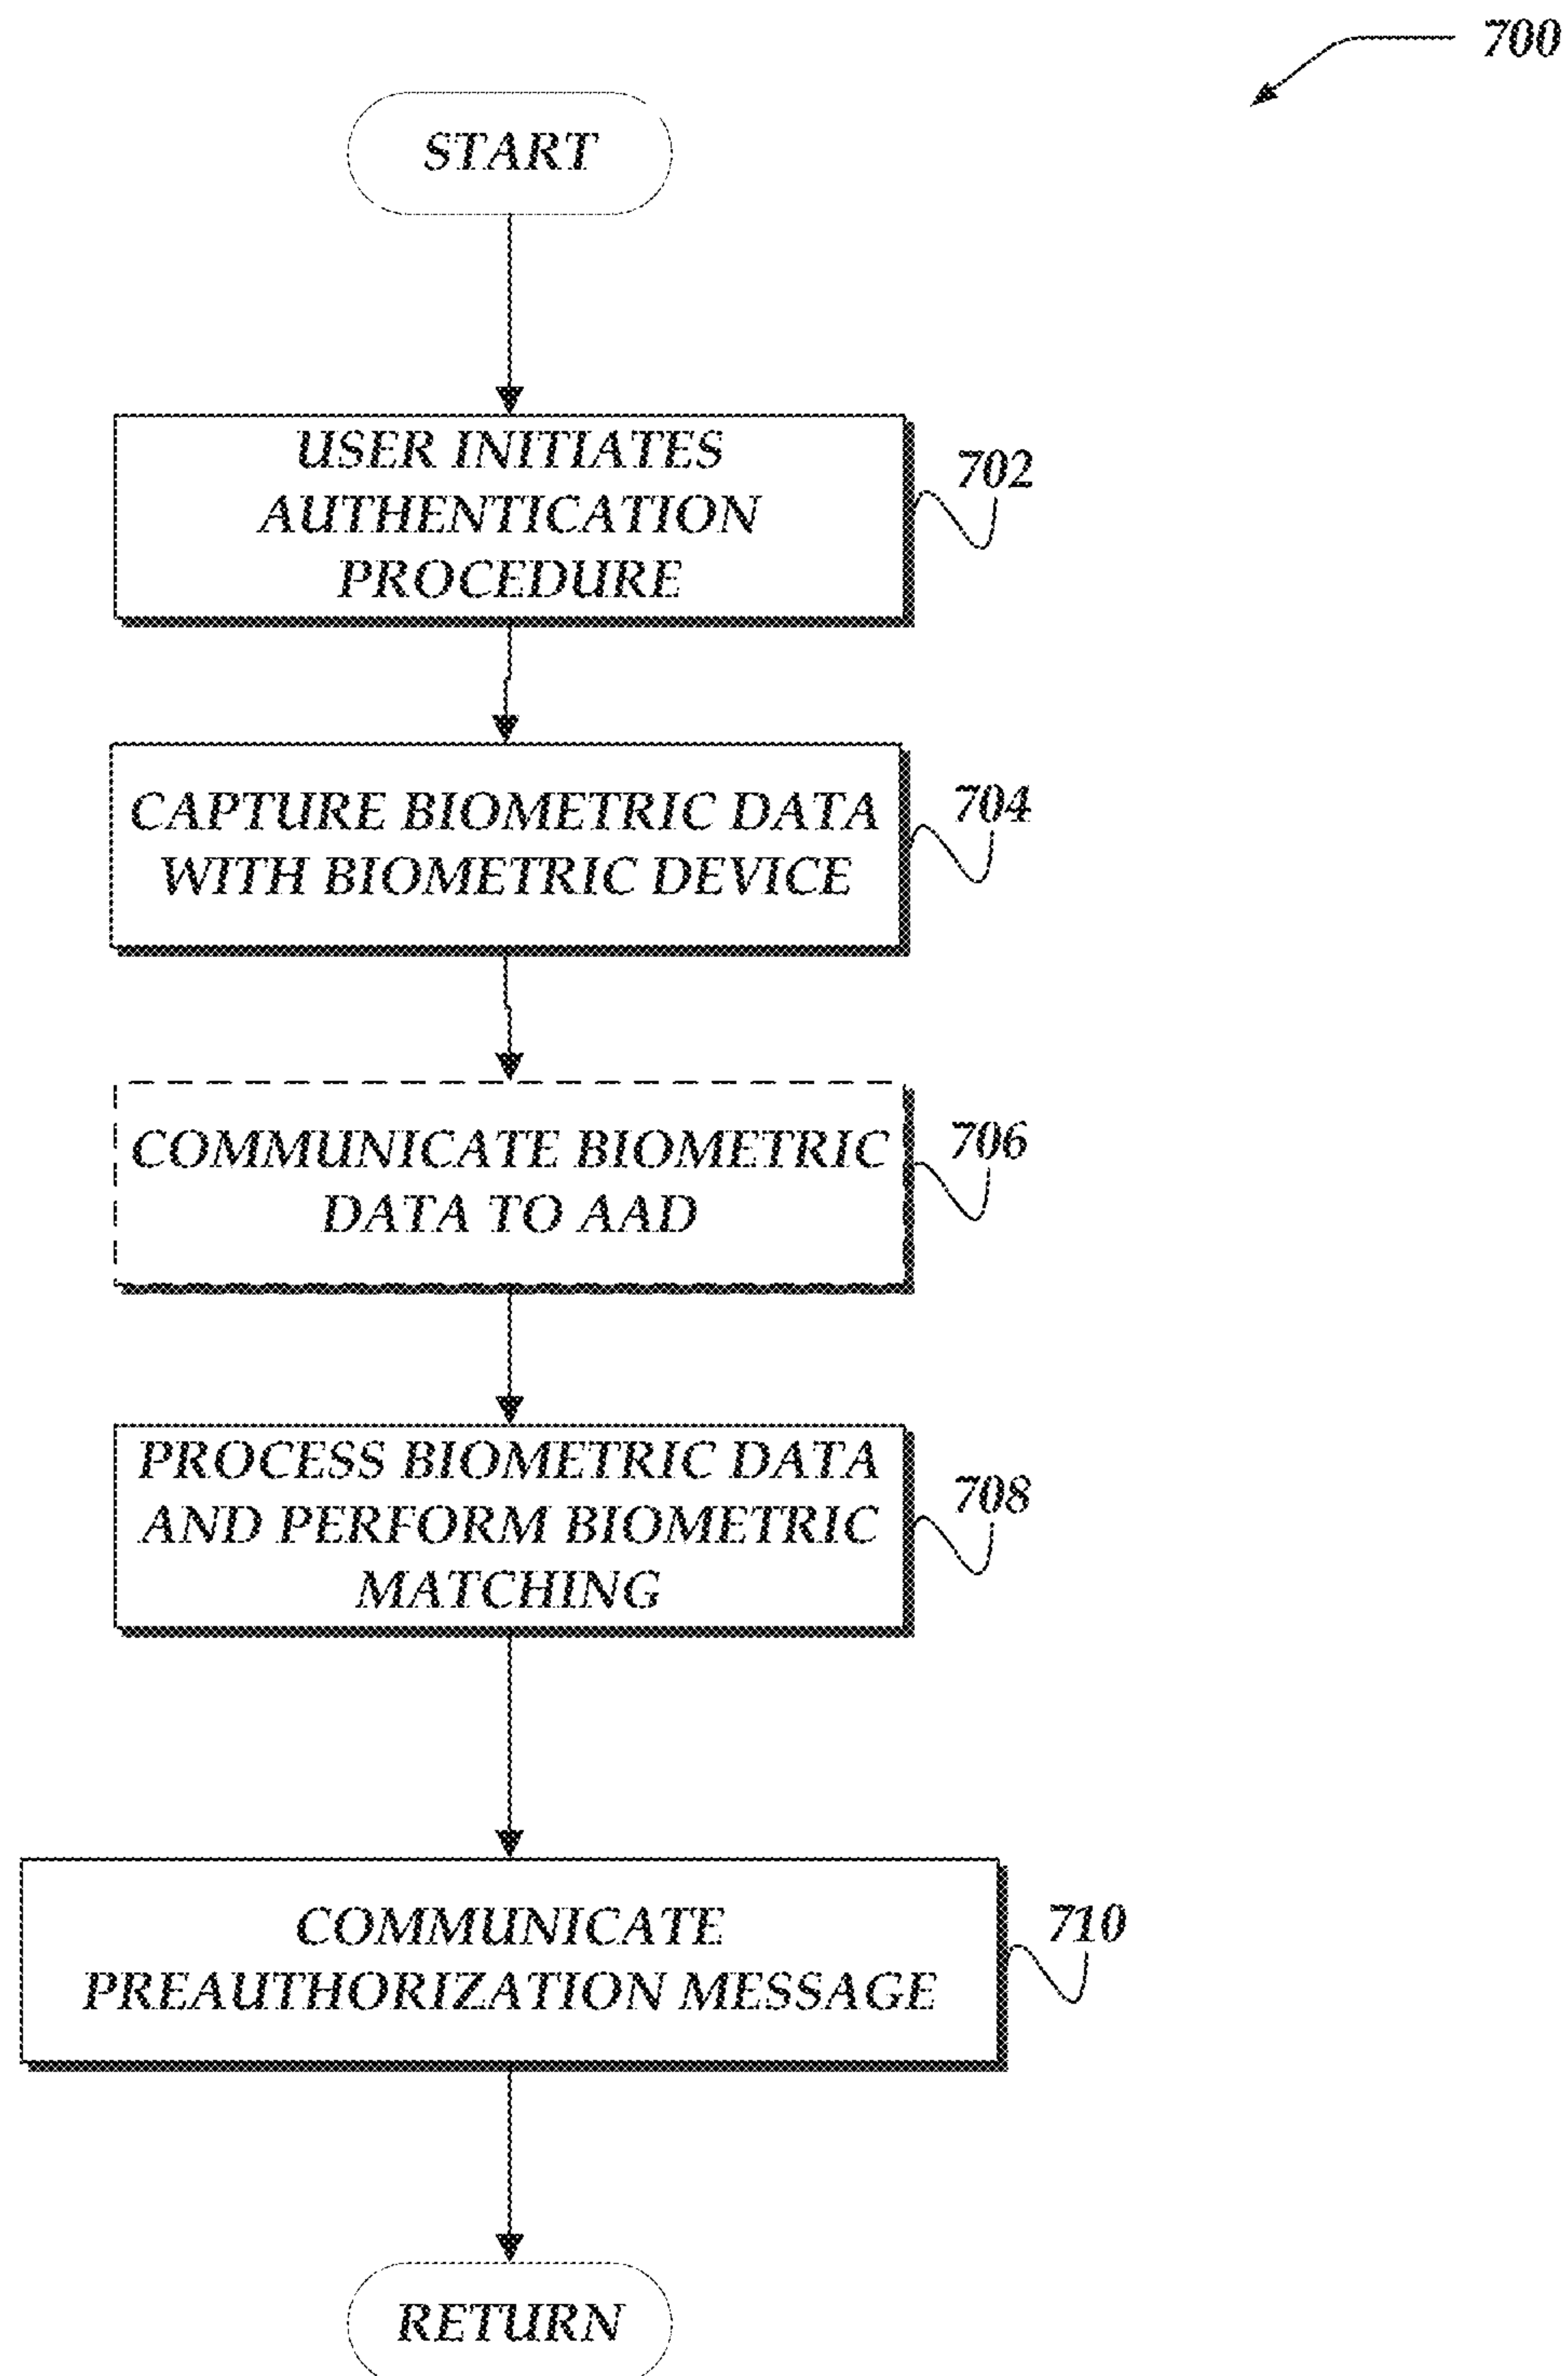 700
START
USER INITIATES
AUTHENTICATION
PROCEDURE
702
CAPTURE BIOMETRIC DATA
WITH BIOMETRIC DEVICE
704
COMMUNICATE BIOMETRIC
DATA TO AAD
706
PROCESS BIOMETRIC DATA
AND PERFORM BIOMETRIC
MATCHING
708
COMMUNICATE
PREAUTHORIZATION MESSAGE
710
RETURN